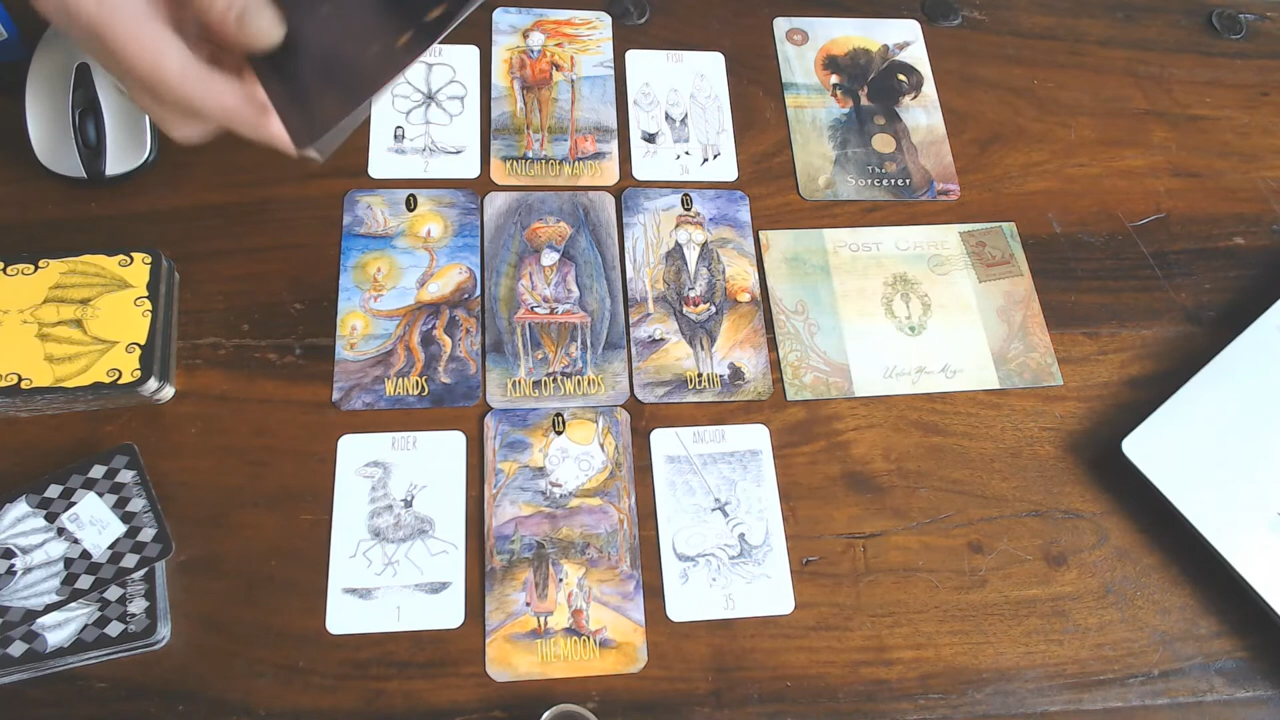 2
KNIGHT OF WANDS
FISH
34
The
Sorcerer
3
WANDS
KING OF SWORDS
13
DEATH
POST CARD
Unlock Your Magic
RIDER
1
18
THE MOON
ANCHOR
35